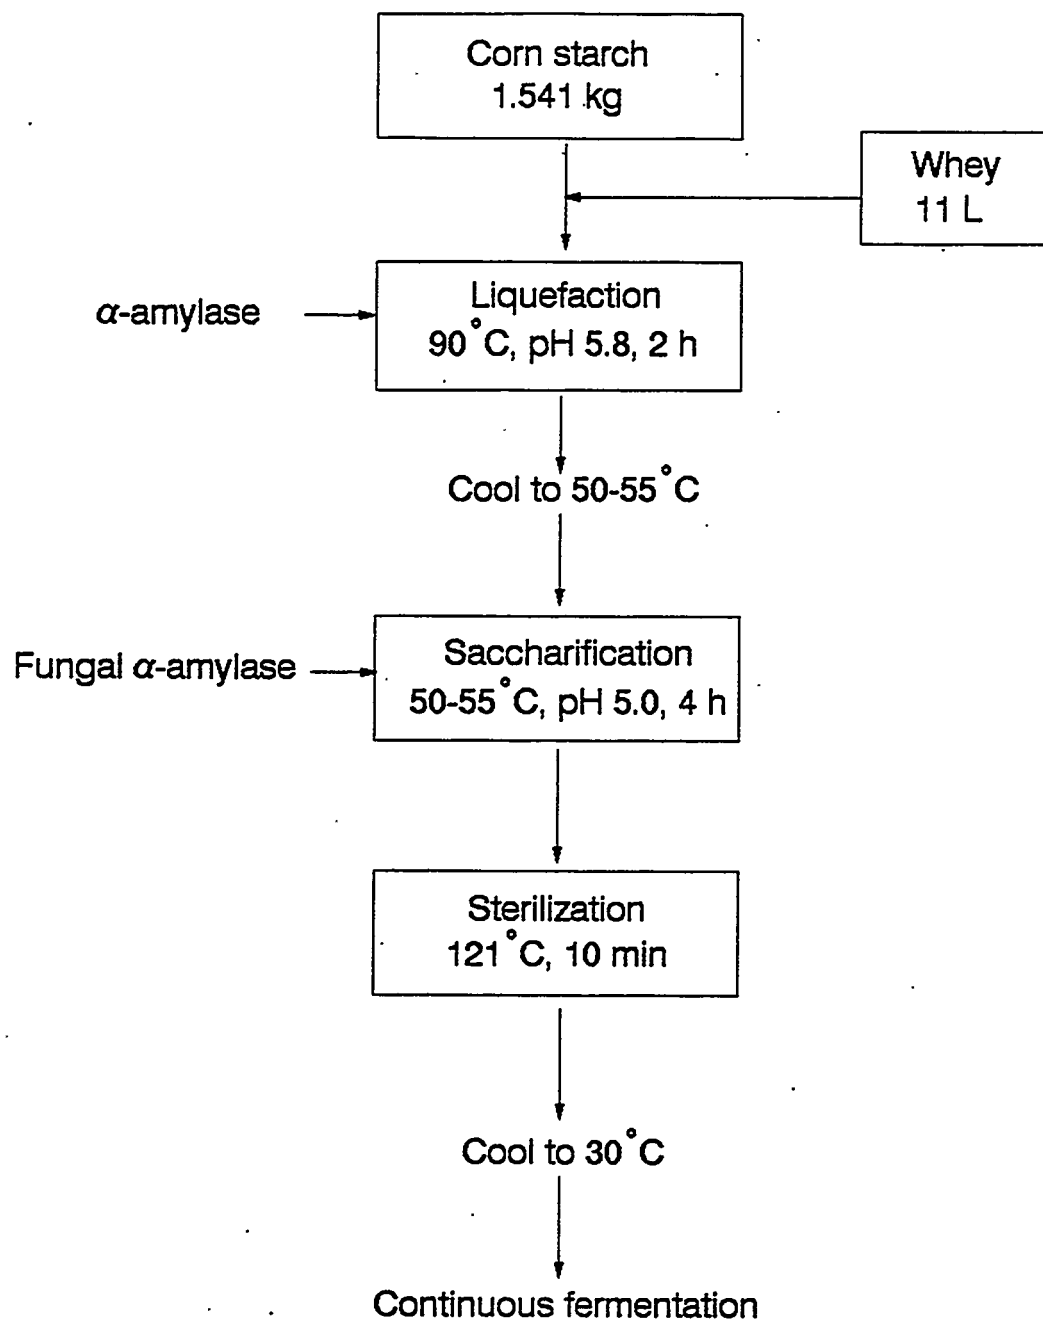 Corn starch
1.541 kg
Whey
11 L
α-amylase
Liquefaction
90°C, pH 5.8, 2 h
Cool to 50-55°C
Fungal α-amylase
Saccharification
50-55°C, pH 5.0, 4 h
Sterilization
121°C, 10 min
Cool to 30°C
Continuous fermentation